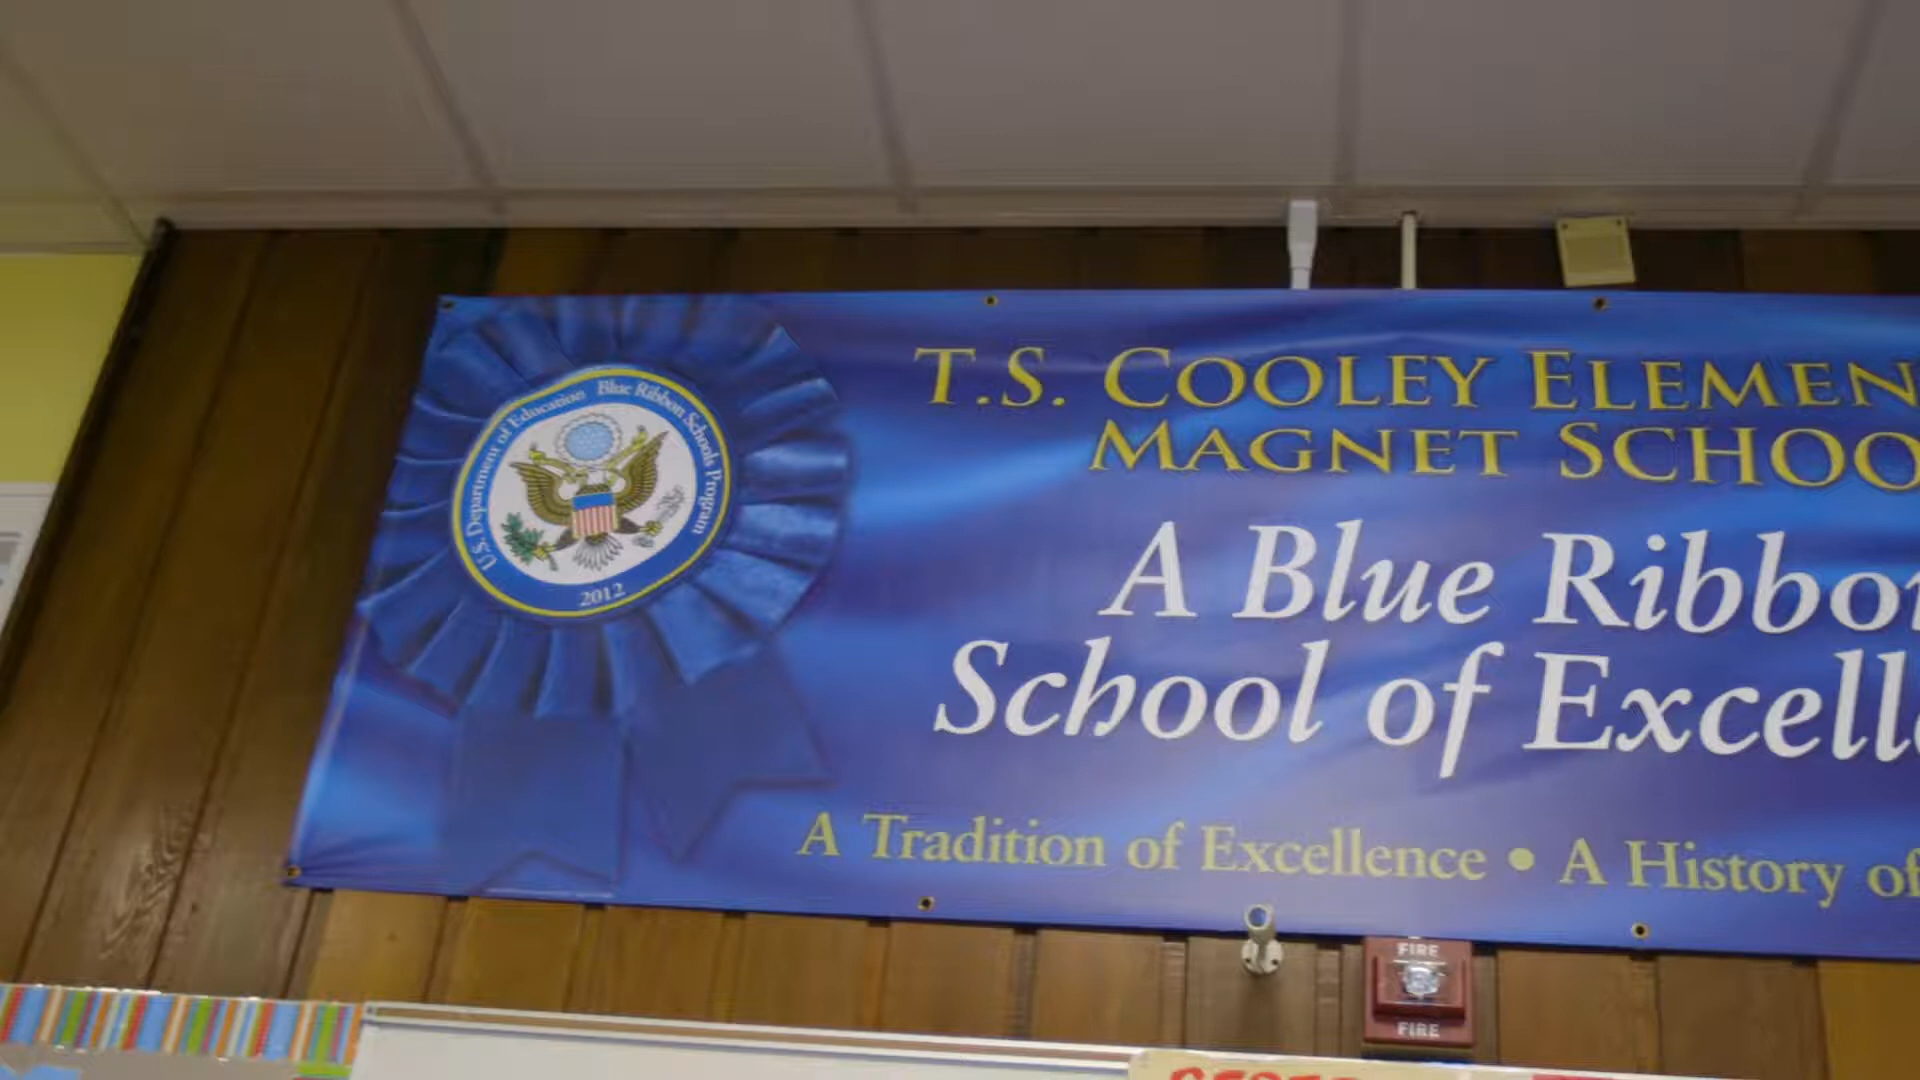 T.S. COOLEY ELEMEN
MAGNET SCHOO
A Blue Ribbo
School of Excell
A Tradition of Excellence • A History of
U.S. Department of Education Blue Ribbon Schools Program
2012
FIRE
FIRE